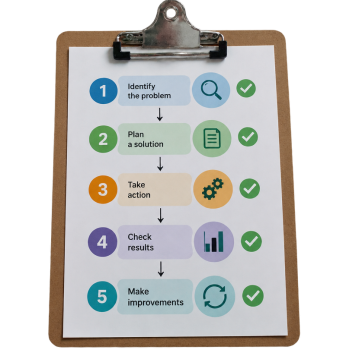 1
Identify
the problem
2
Plan
a solution
3
Take
action
4
Check
results
5
Make
improvements